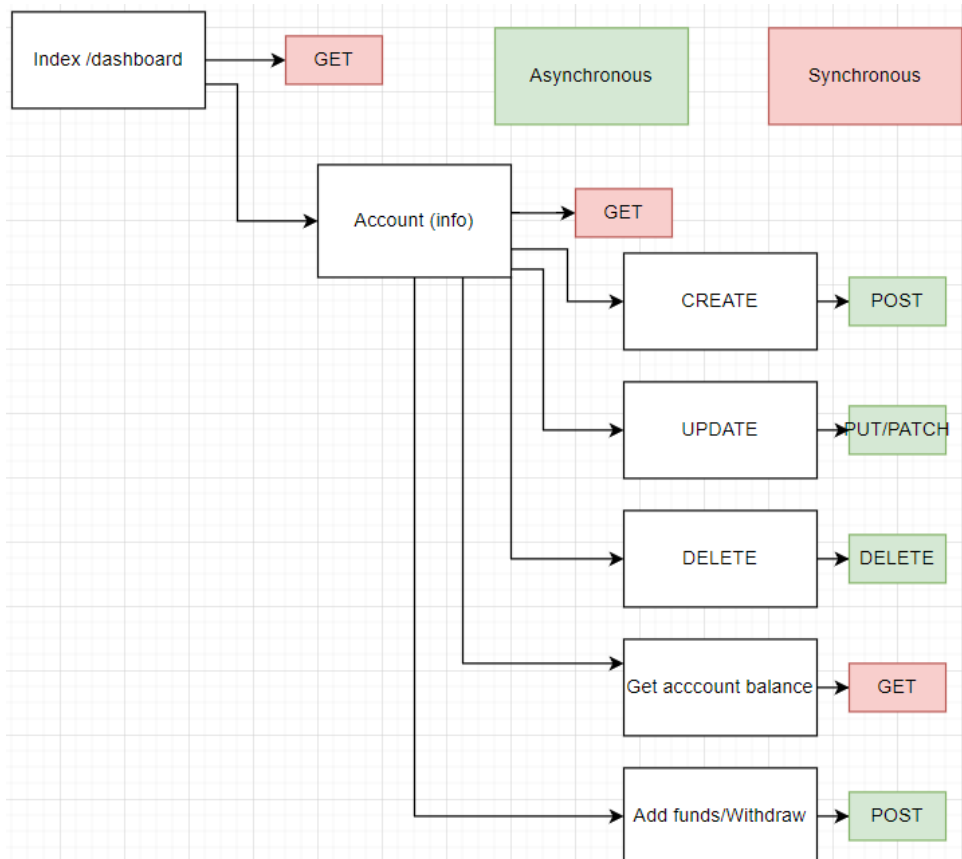 Index /dashboard
GET
Asynchronous
Synchronous
Account (info)
GET
CREATE
POST
UPDATE
PUT/PATCH
DELETE
DELETE
Get acccount balance
GET
Add funds/Withdraw
POST